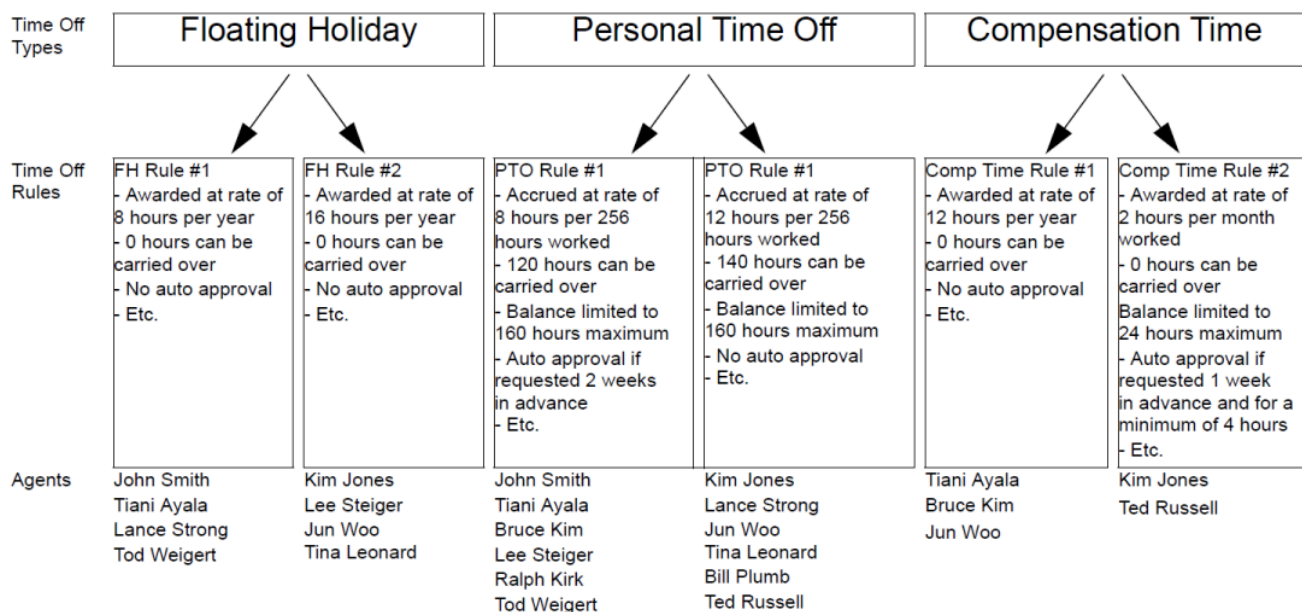 Time Off
Types
Floating Holiday
Personal Time Off
Compensation Time
Time Off
Rules
FH Rule #1
- Awarded at rate of
8 hours per year
- 0 hours can be
carried over
- No auto approval
- Etc.
FH Rule #2
- Awarded at rate of
16 hours per year
- 0 hours can be
carried over
- No auto approval
- Etc.
PTO Rule #1
- Accrued at rate of
8 hours per 256
hours worked
- 120 hours can be
carried over
- Balance limited to
160 hours maximum
- Auto approval if
requested 2 weeks
in advance
- Etc.
PTO Rule #1
- Accrued at rate of
12 hours per 256
hours worked
- 140 hours can be
carried over
- Balance limited to
160 hours maximum
- No auto approval
- Etc.
Comp Time Rule #1
- Awarded at rate of
12 hours per year
- 0 hours can be
carried over
- No auto approval
- Etc.
Comp Time Rule #2
- Awarded at rate of
2 hours per month
worked
- 0 hours can be
carried over
Balance limited to
24 hours maximum
- Auto approval if
requested 1 week
in advance and for a
minimum of 4 hours
- Etc.
Agents
John Smith
Tiani Ayala
Lance Strong
Tod Weigert
Kim Jones
Lee Steiger
Jun Woo
Tina Leonard
John Smith
Tiani Ayala
Bruce Kim
Lee Steiger
Ralph Kirk
Tod Weigert
Kim Jones
Lance Strong
Jun Woo
Tina Leonard
Bill Plumb
Ted Russell
Tiani Ayala
Bruce Kim
Jun Woo
Kim Jones
Ted Russell